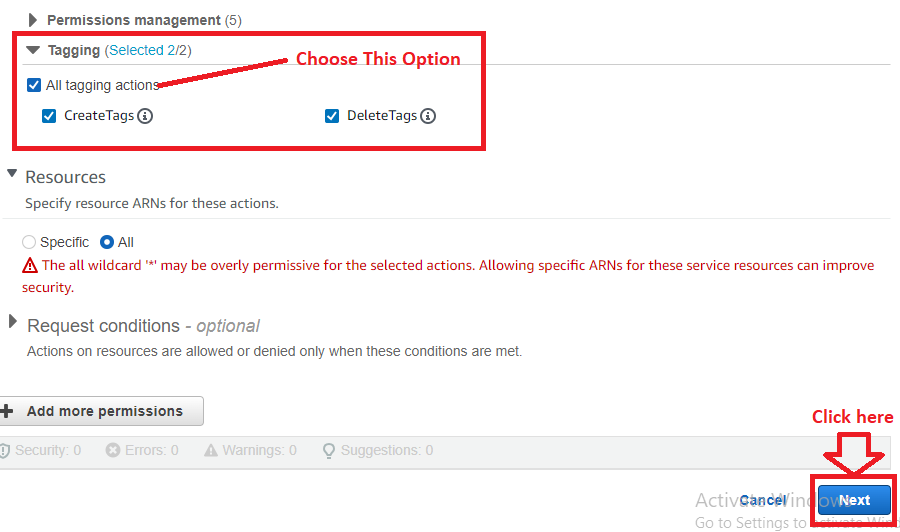 Permissions management (5)
Tagging (Selected 2/2)
Choose This Option
All tagging actions
CreateTags
DeleteTags
Resources
Specify resource ARNs for these actions.
Specific All
The all wildcard '*' may be overly permissive for the selected actions. Allowing specific ARNs for these service resources can improve
security.
Request conditions - optional
Actions on resources are allowed or denied only when these conditions are met.
Add more permissions
Click here
Security: 0 Errors: 0 Warnings: 0 Suggestions: 0
Cancel Next
Activate Windows
Go to Settings to activate Wind